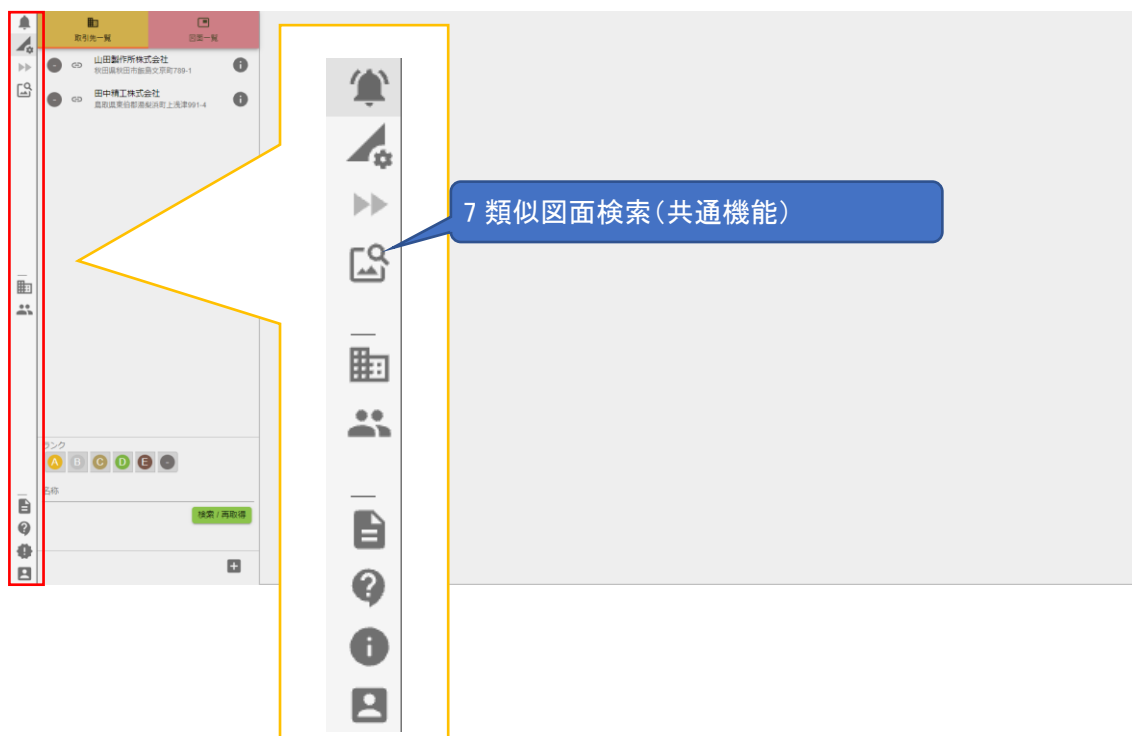 取引先一覧
図面一覧
山田製作所株式会社
秋田県秋田市飯島文京町789-1
田中精工株式会社
ランク
A B C D E -
名称
検索 / 再取得
7 類似図面検索(共通機能)